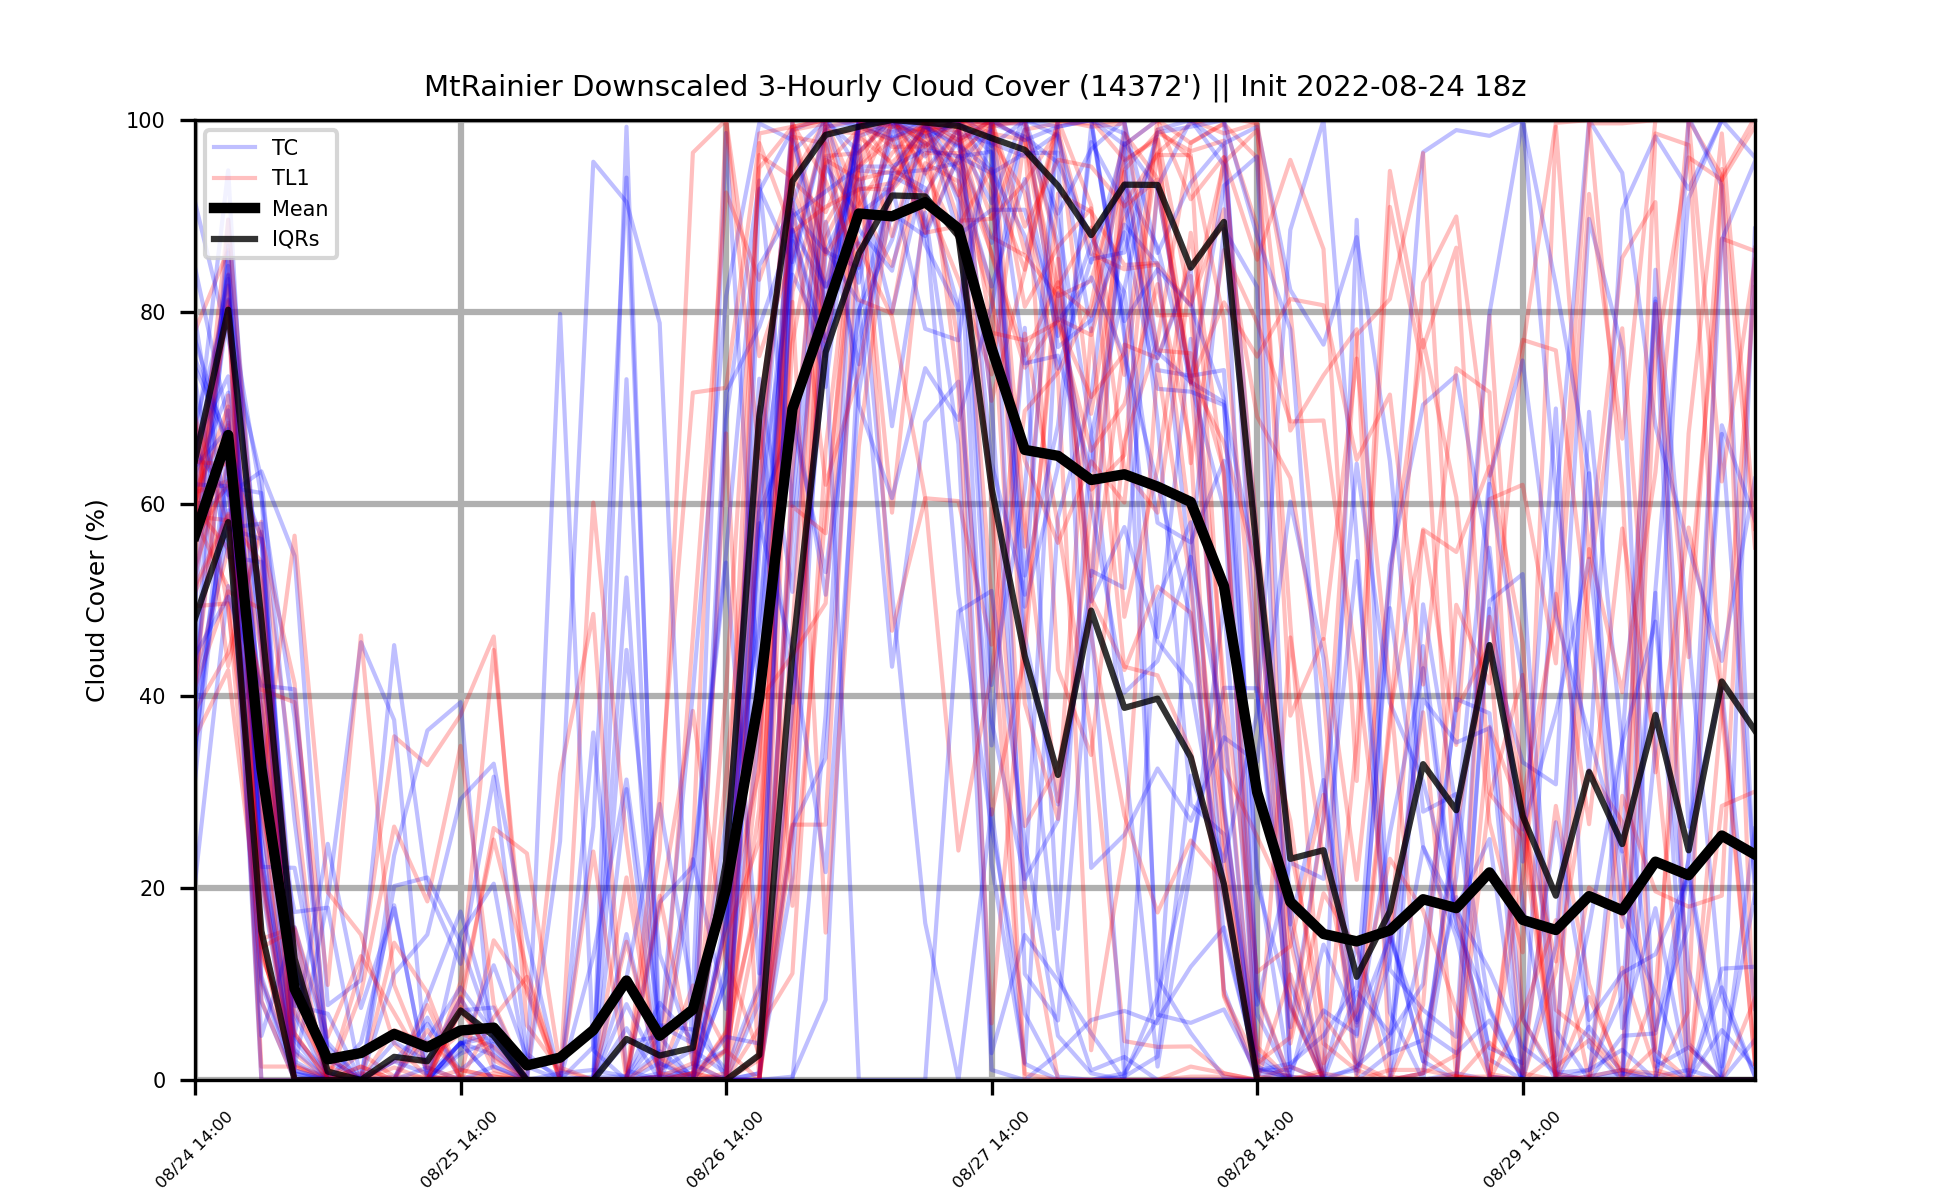 MtRainier Downscaled 3-Hourly Cloud Cover (14372') || Init 2022-08-24 18z
100
80
60
40
20
0
Cloud Cover (%)
TC
TL1
Mean
IQRs
08/24 14:00
08/25 14:00
08/26 14:00
08/27 14:00
08/28 14:00
08/29 14:00